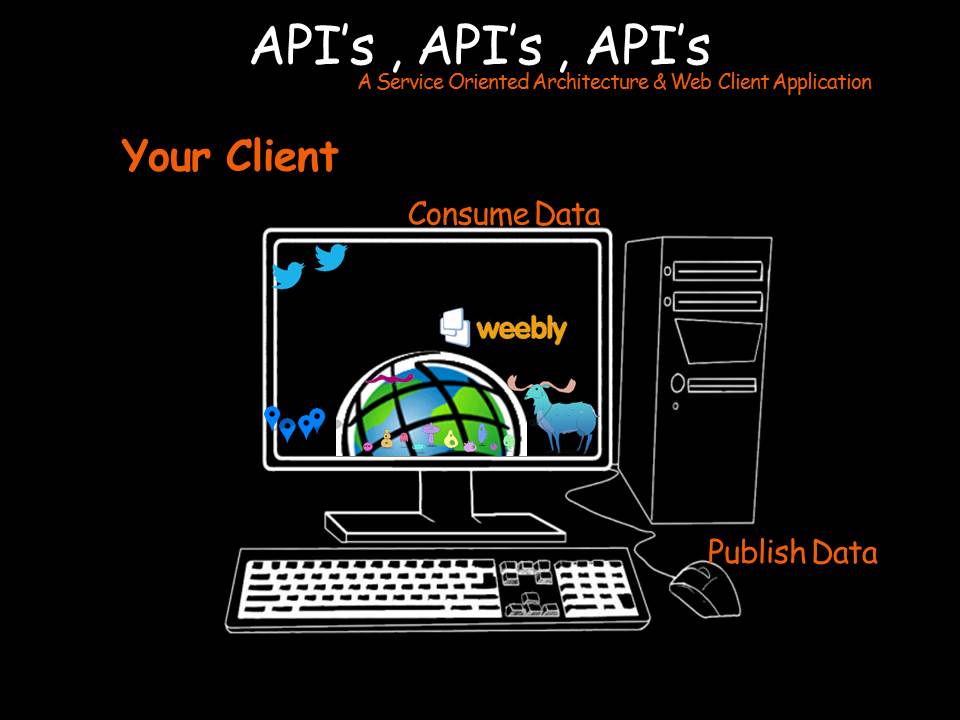 API’s , API’s , API’s
A Service Oriented Architecture & Web Client Application
Your Client
Consume Data
weebly
Publish Data